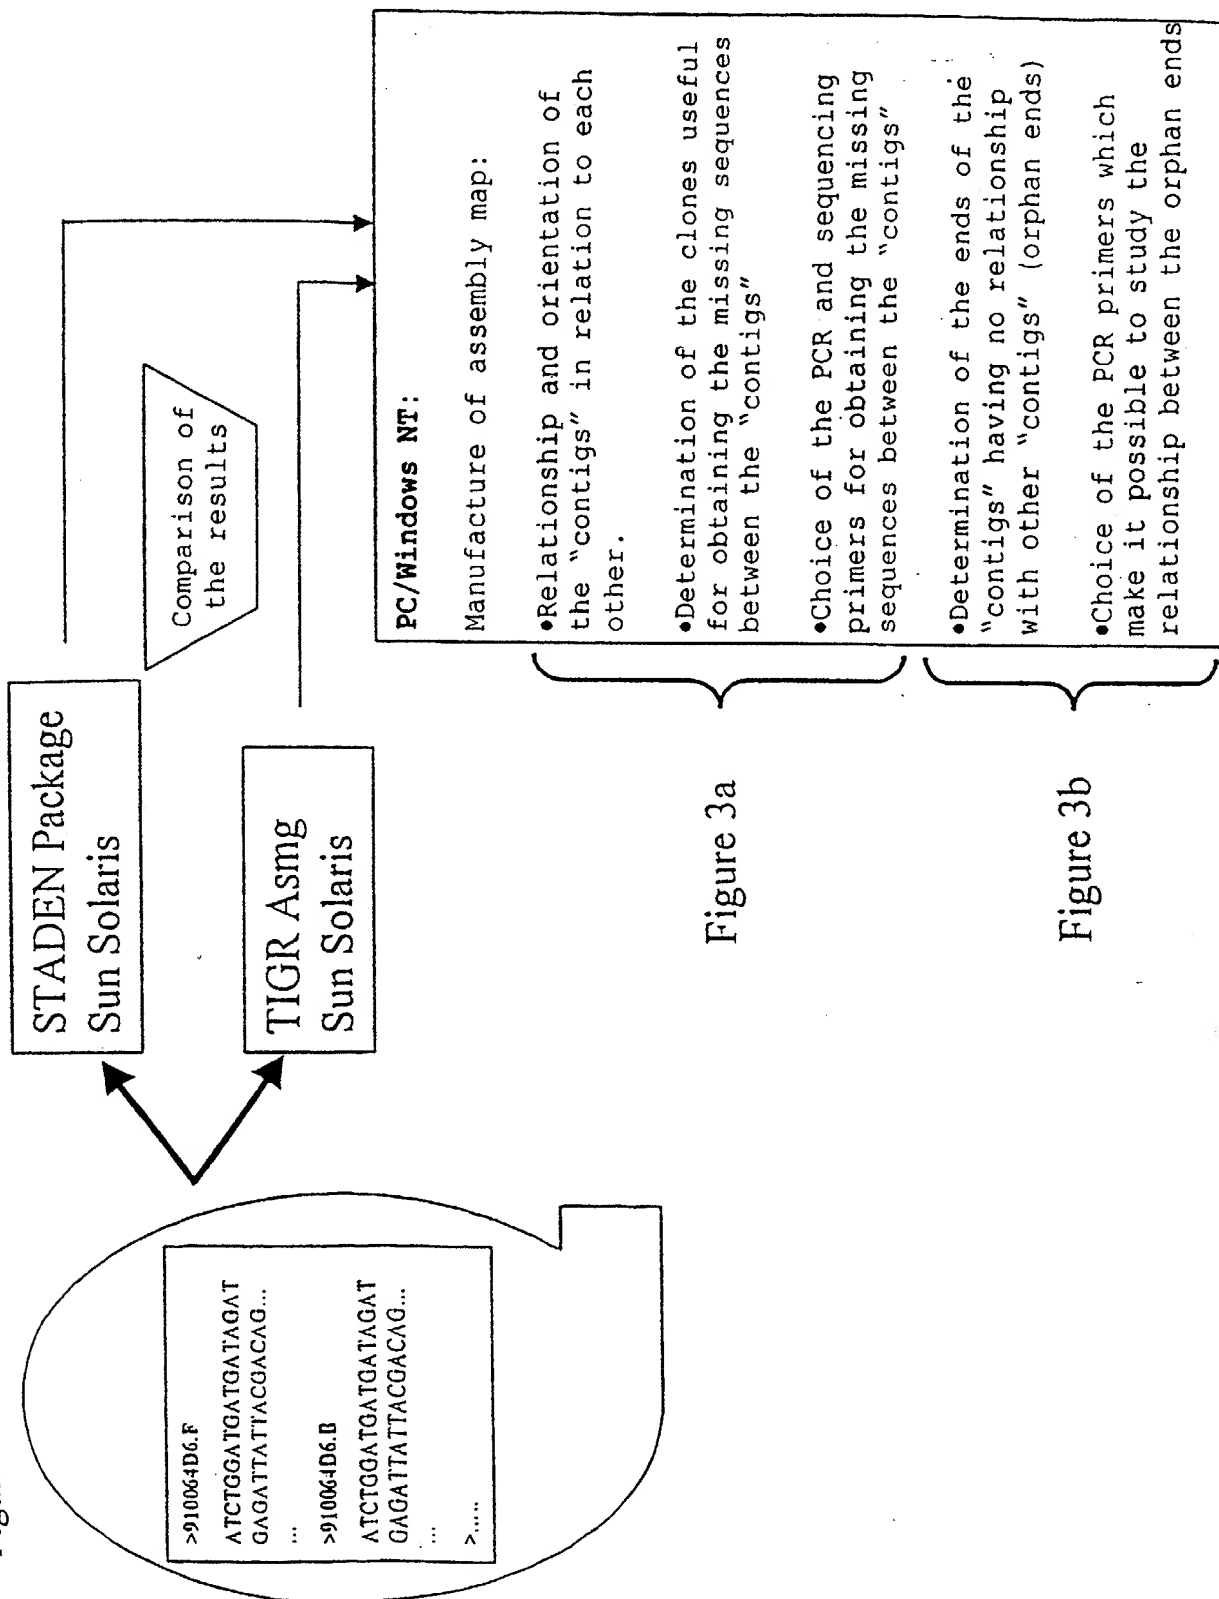 >910064D6.F
ATCTGGATGATGATAGAT
GAGATTATTACGACAG...
...
>910064D6.B
ATCTGGATGATGATAGAT
GAGATTATTACGACAG...
...
>.....
STADEN Package
Sun Solaris
TIGR Asmg
Sun Solaris
Comparison of
the results
PC/Windows NT:
Manufacture of assembly map:
•Relationship and orientation of
the "contigs" in relation to each
other.
•Determination of the clones useful
for obtaining the missing sequences
between the "contigs"
•Choice of the PCR and sequencing
primers for obtaining the missing
sequences between the "contigs"
•Determination of the ends of the
"contigs" having no relationship
with other "contigs" (orphan ends)
•Choice of the PCR primers which
make it possible to study the
relationship between the orphan ends
Figure 3a
Figure 3b